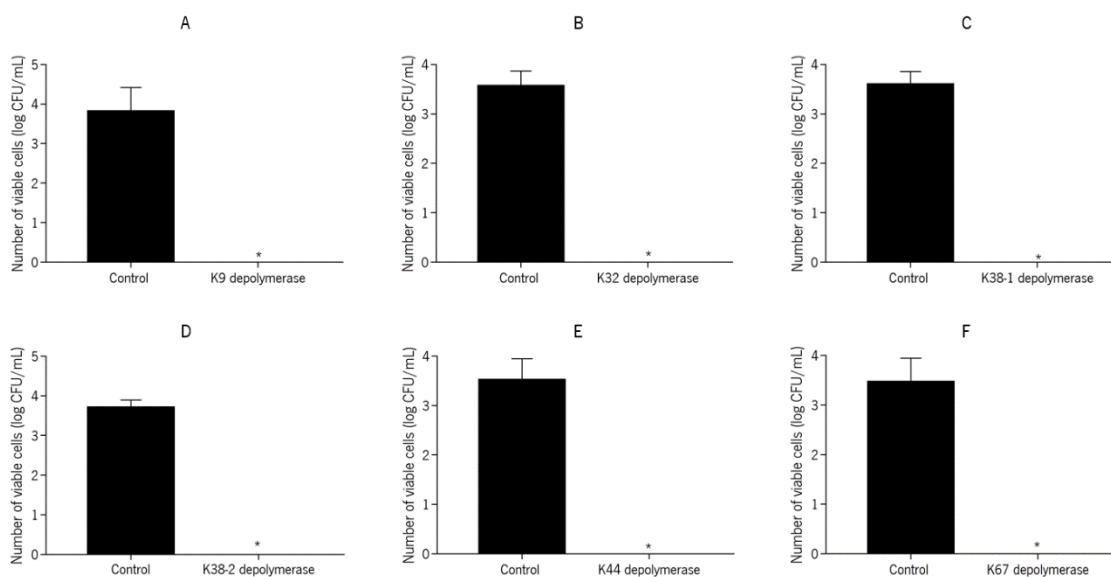 A
Number of viable cells (log CFU/mL)
5
4
3
2
1
0
*
Control
K9 depolymerase
B
Number of viable cells (log CFU/mL)
4
3
2
1
0
*
Control
K32 depolymerase
C
Number of viable cells (log CFU/mL)
4
3
2
1
0
*
Control
K38-1 depolymerase
D
Number of viable cells (log CFU/mL)
5
4
3
2
1
0
*
Control
K38-2 depolymerase
E
Number of viable cells (log CFU/mL)
4
3
2
1
0
*
Control
K44 depolymerase
F
Number of viable cells (log CFU/mL)
4
3
2
1
0
*
Control
K67 depolymerase